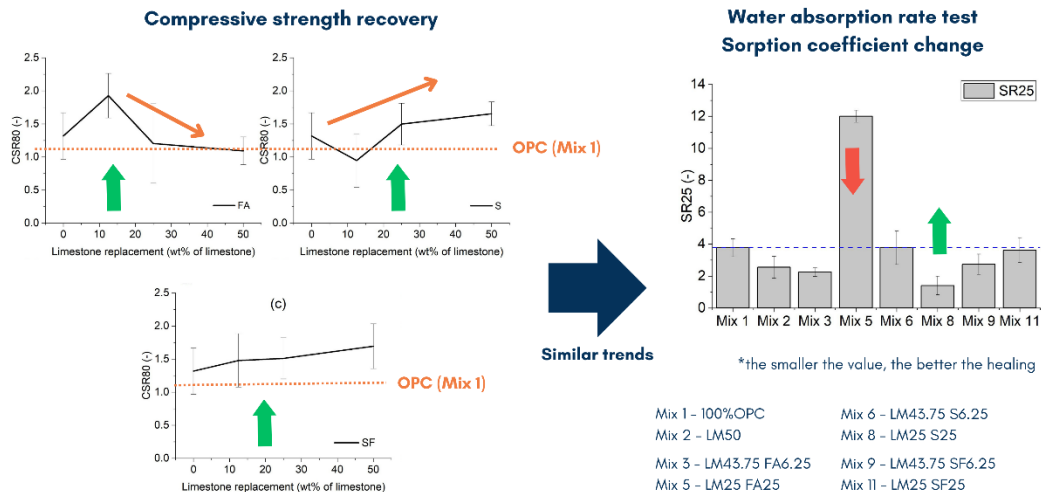 Compressive strength recovery
2.5
2.0
1.5
1.0
0.5
0.0
CSR80 (-)
FA
0 10 20 30 40 50
Limestone replacement (wt% of limestone)
2.5
2.0
1.5
1.0
0.5
0.0
CSR80 (-)
S
0 10 20 30 40 50
Limestone replacement (wt% of limestone)
OPC (Mix 1)
(c)
2.5
2.0
1.5
1.0
0.5
0.0
CSR80 (-)
SF
0 10 20 30 40 50
Limestone replacement (wt% of limestone)
OPC (Mix 1)
Similar trends
Water absorption rate test
Sorption coefficient change
14
12
10
8
6
4
2
0
SR25 (-)
SR25
Mix 1 Mix 2 Mix 3 Mix 5 Mix 6 Mix 8 Mix 9 Mix 11
*the smaller the value, the better the healing
Mix 1 - 100%OPC
Mix 2 - LM50
Mix 3 - LM43.75 FA6.25
Mix 5 - LM25 FA25
Mix 6 - LM43.75 S6.25
Mix 8 - LM25 S25
Mix 9 - LM43.75 SF6.25
Mix 11 - LM25 SF25